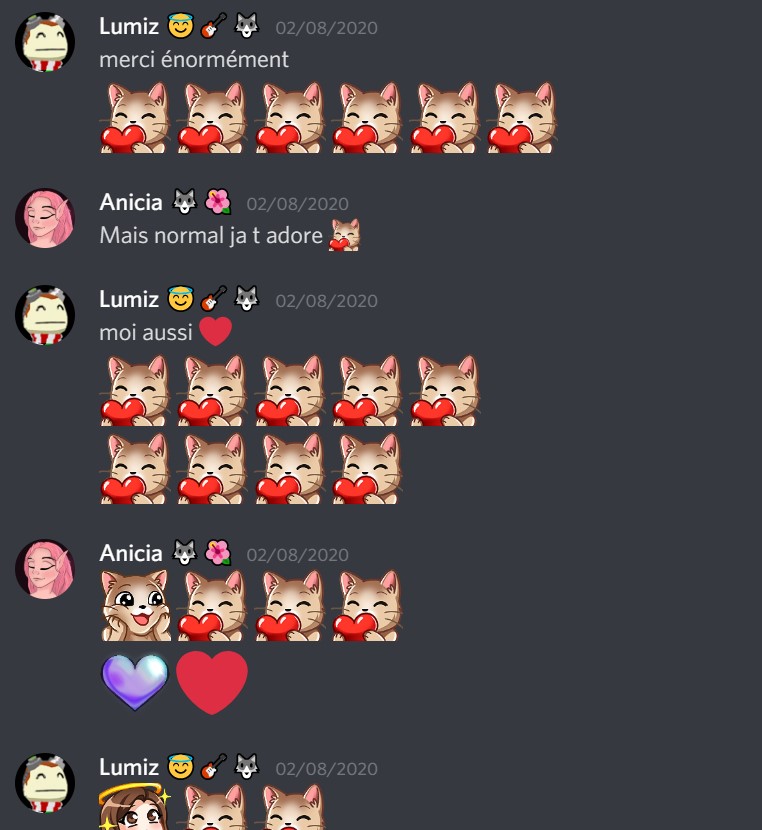 Lumiz 😇 🎸 🐺 02/08/2020
merci énormément
Anicia 🐺 🌺 02/08/2020
Mais normal ja t adore
Lumiz 😇 🎸 🐺 02/08/2020
moi aussi ❤️
Anicia 🐺 🌺 02/08/2020
Lumiz 😇 🎸 🐺 02/08/2020